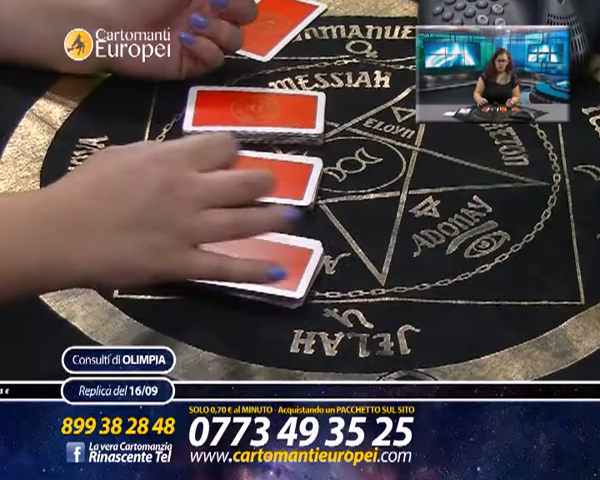 Cartomanti
Europei
EMMANUEL
MESSIAH
ELOYN
ADONAY
JELAH
Consulti di OLIMPIA
Replica del 16/09
SOLO 0,70 € al MINUTO - Acquistando un PACCHETTO SUL SITO
899 38 28 48
0773 49 35 25
f La vera Cartomanzia
Rinascente Tel
www.cartomantieuropei.com